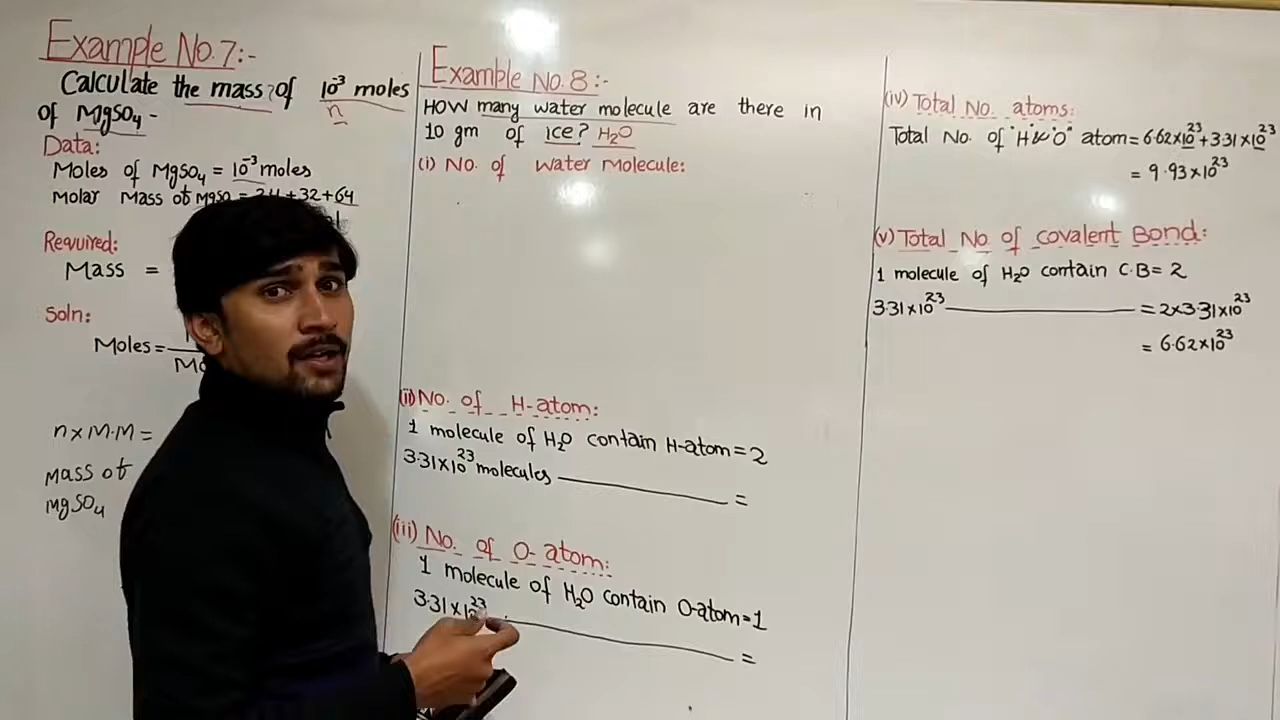 Example No.7:-
Calculate the mass of 10⁻³ moles
n
of MgSO₄ -
Data:
Moles of MgSO₄ = 10⁻³ moles
Molar Mass of MgSO = 24+32+64
Required:
Mass =
Soln:
Moles =
n×M.M =
Mass of
MgSO₄
Example No.8:-
HOW many water molecule are there in
10 gm of ice? H₂O
(i) No. of Water Molecule:
(ii) No. of H-atom:
1 molecule of H₂O contain H-atom=2
3.31×10²³ molecules ______ =
(iii) No. of O-atom:
1 molecule of H₂O contain O-atom=1
3.31×10²³ ______ =
(iv) Total No. atoms:
Total No. of "H & O" atom = 6.62×10²³+3.31×10²³
= 9.93×10²³
(v) Total No of covalent Bond:
1 molecule of H₂O contain C.B= 2
3.31×10²³ ______ = 2×3.31×10²³
= 6.62×10²³